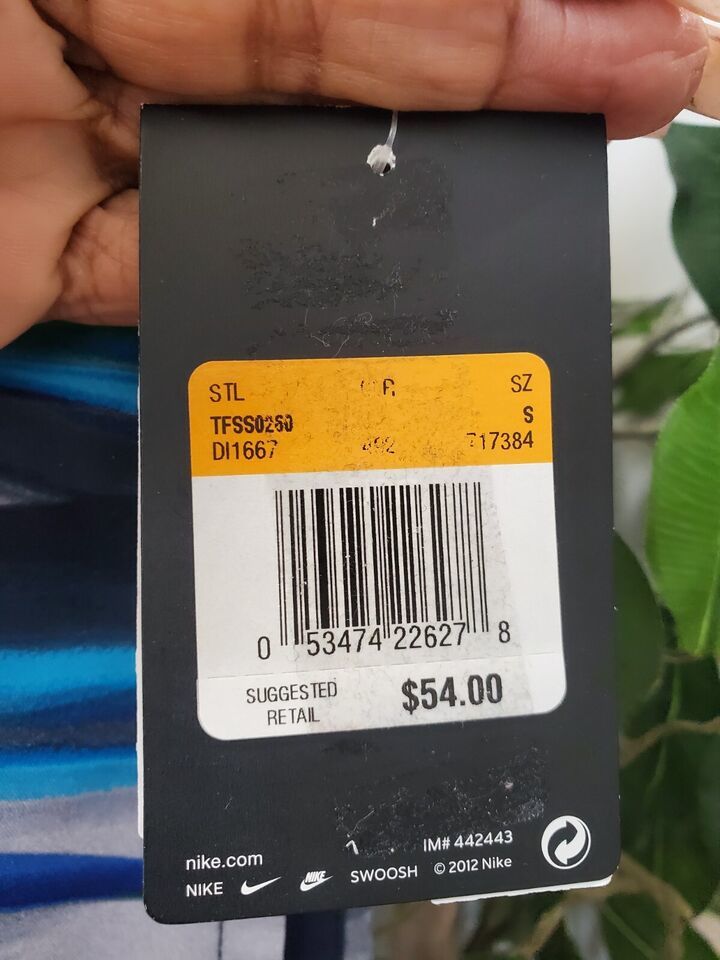 STL SZ
TFSS0260 S
DI1667 717384
0 53474 22627 8
SUGGESTED $54.00
RETAIL
nike.com IM# 442443
NIKE NIKE SWOOSH © 2012 Nike